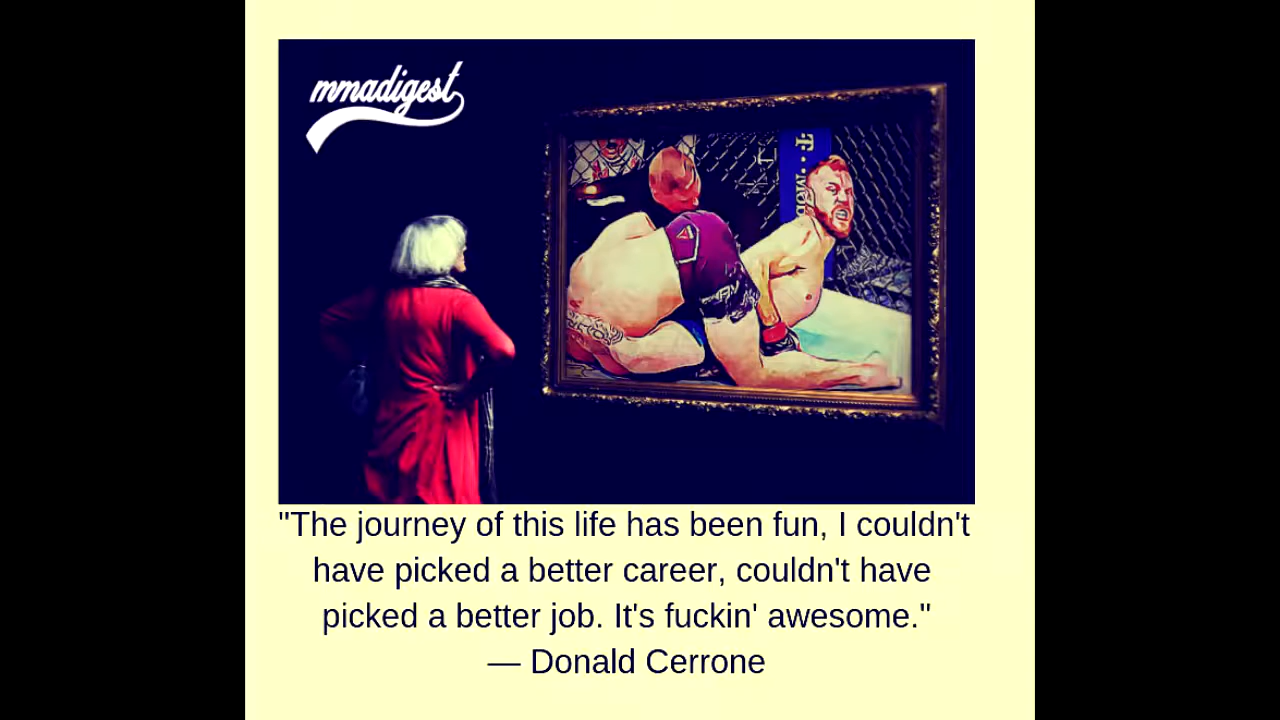 mmadigest
"The journey of this life has been fun, I couldn't
have picked a better career, couldn't have
picked a better job. It's fuckin' awesome."
— Donald Cerrone